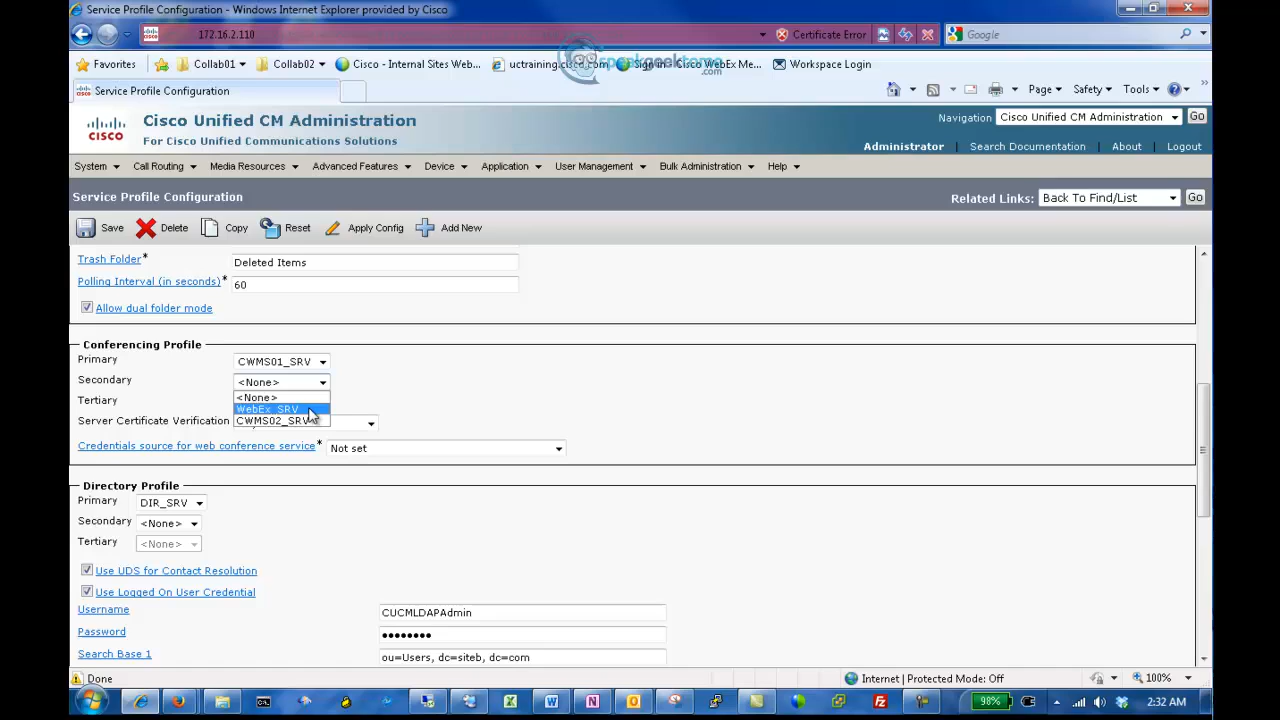 Service Profile Configuration - Windows Internet Explorer provided by Cisco
172.16.2.110
Certificate Error
Google
Favorites
Collab01
Collab02
Cisco - Internal Sites Web...
uctraining.cisco.com
Sign In - Cisco WebEx Me...
Workspace Login
speakgeektome
.com
Service Profile Configuration
Page
Safety
Tools
cisco
Cisco Unified CM Administration
For Cisco Unified Communications Solutions
Navigation
Cisco Unified CM Administration
Go
Administrator | Search Documentation | About | Logout
System
Call Routing
Media Resources
Advanced Features
Device
Application
User Management
Bulk Administration
Help
Service Profile Configuration
Related Links: Back To Find/List Go
Save
Delete
Copy
Reset
Apply Config
Add New
Trash Folder* Deleted Items
Polling Interval (in seconds)* 60
Allow dual folder mode
Conferencing Profile
Primary CWMS01_SRV
Secondary <None>
<None>
WebEx_SRV
CWMS02_SRV
Tertiary
Server Certificate Verification
Credentials source for web conference service* Not set
Directory Profile
Primary DIR_SRV
Secondary <None>
Tertiary <None>
Use UDS for Contact Resolution
Use Logged On User Credential
Username CUCMLDAPAdmin
Password ••••••••
Search Base 1 ou=Users, dc=siteb, dc=com
Done
Internet | Protected Mode: Off
100%
98%
2:32 AM